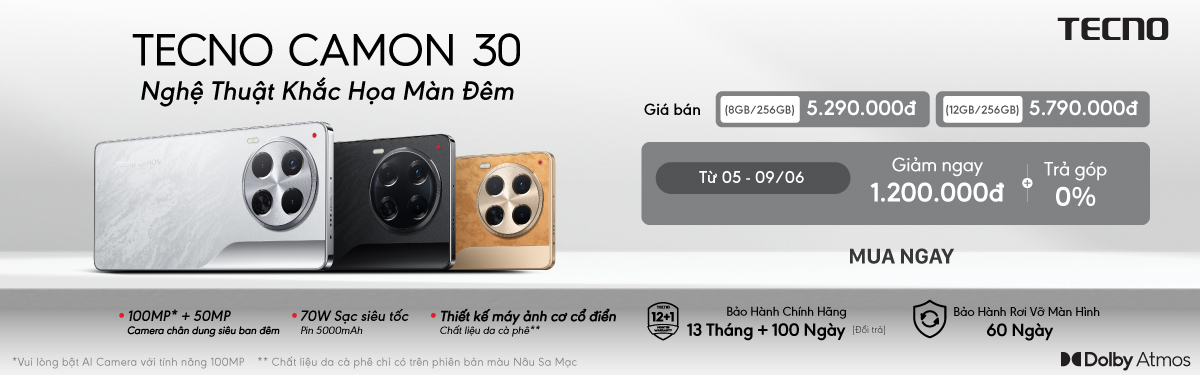 TECNO
TECNO CAMON 30
Nghệ Thuật Khắc Họa Màn Đêm
Giá bán (8GB/256GB) 5.290.000đ (12GB/256GB) 5.790.000đ
Từ 05 - 09/06
Giảm ngay
1.200.000đ
+
Trả góp
0%
MUA NGAY
• 100MP* + 50MP
Camera chân dung siêu ban đêm
• 70W Sạc siêu tốc
Pin 5000mAh
• Thiết kế máy ảnh cơ cổ điển
Chất liệu da cà phê**
12+1
Bảo Hành Chính Hãng
13 Tháng + 100 Ngày [Đổi trả]
Bảo Hành Rơi Vỡ Màn Hình
60 Ngày
*Vui lòng bật AI Camera với tính năng 100MP ** Chất liệu da cà phê chỉ có trên phiên bản màu Nâu Sa Mạc
Dolby Atmos